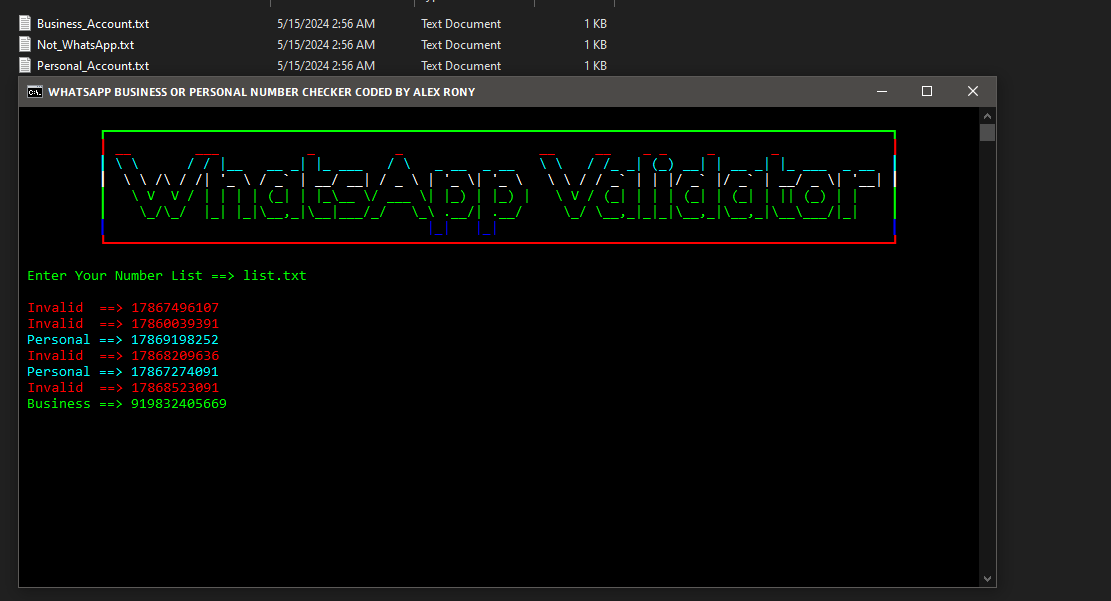 Business_Account.txt 5/15/2024 2:56 AM Text Document 1 KB
Not_WhatsApp.txt 5/15/2024 2:56 AM Text Document 1 KB
Personal_Account.txt 5/15/2024 2:56 AM Text Document 1 KB
WHATSAPP BUSINESS OR PERSONAL NUMBER CHECKER CODED BY ALEX RONY
WhatsApp Validator
Enter Your Number List ==> list.txt
Invalid ==> 17867496107
Invalid ==> 17860039391
Personal ==> 17869198252
Invalid ==> 17868209636
Personal ==> 17867274091
Invalid ==> 17868523091
Business ==> 919832405669